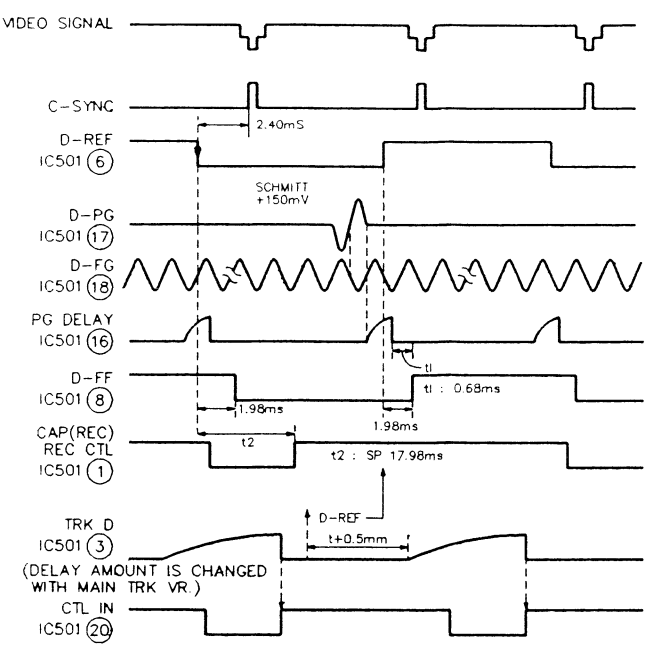 VIDEO SIGNAL
C-SYNC
2.40mS
D-REF
IC501 6
SCHMITT
+150mV
D-PG
IC501 17
D-FG
IC501 18
PG DELAY
IC501 16
t1
D-FF
t1 : 0.68ms
IC501 8
1.98ms
1.98ms
CAP(REC)
REC CTL
t2
t2 : SP 17.98ms
IC501 1
D-REF
TRK D
t+0.5mm
IC501 3
(DELAY AMOUNT IS CHANGED
WITH MAIN TRK VR.)
CTL IN
IC501 20